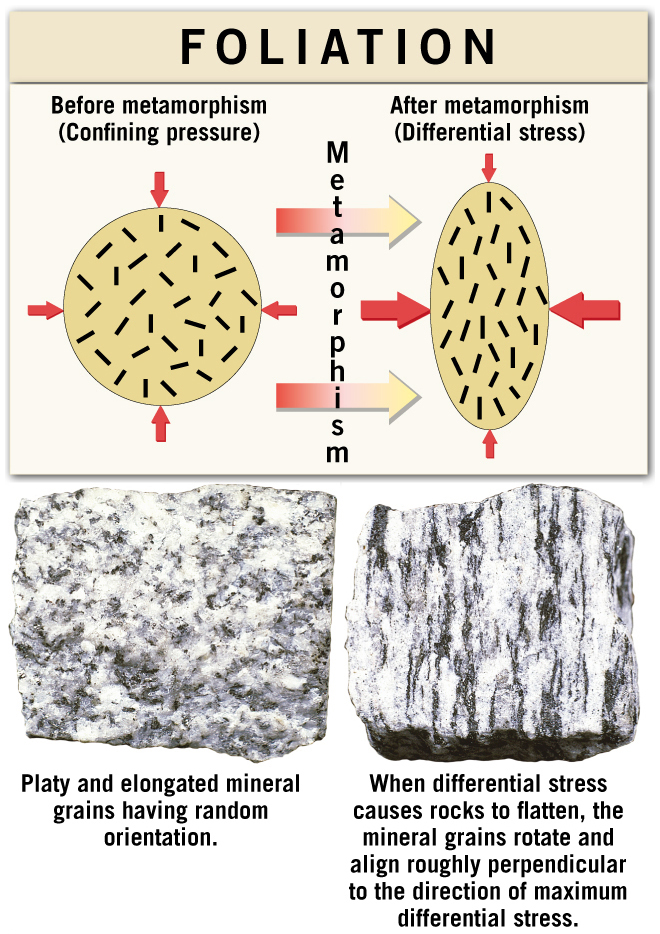 FOLIATION
Before metamorphism
(Confining pressure)
After metamorphism
(Differential stress)
Metamorphism
Platy and elongated mineral
grains having random
orientation.
When differential stress
causes rocks to flatten, the
mineral grains rotate and
align roughly perpendicular
to the direction of maximum
differential stress.